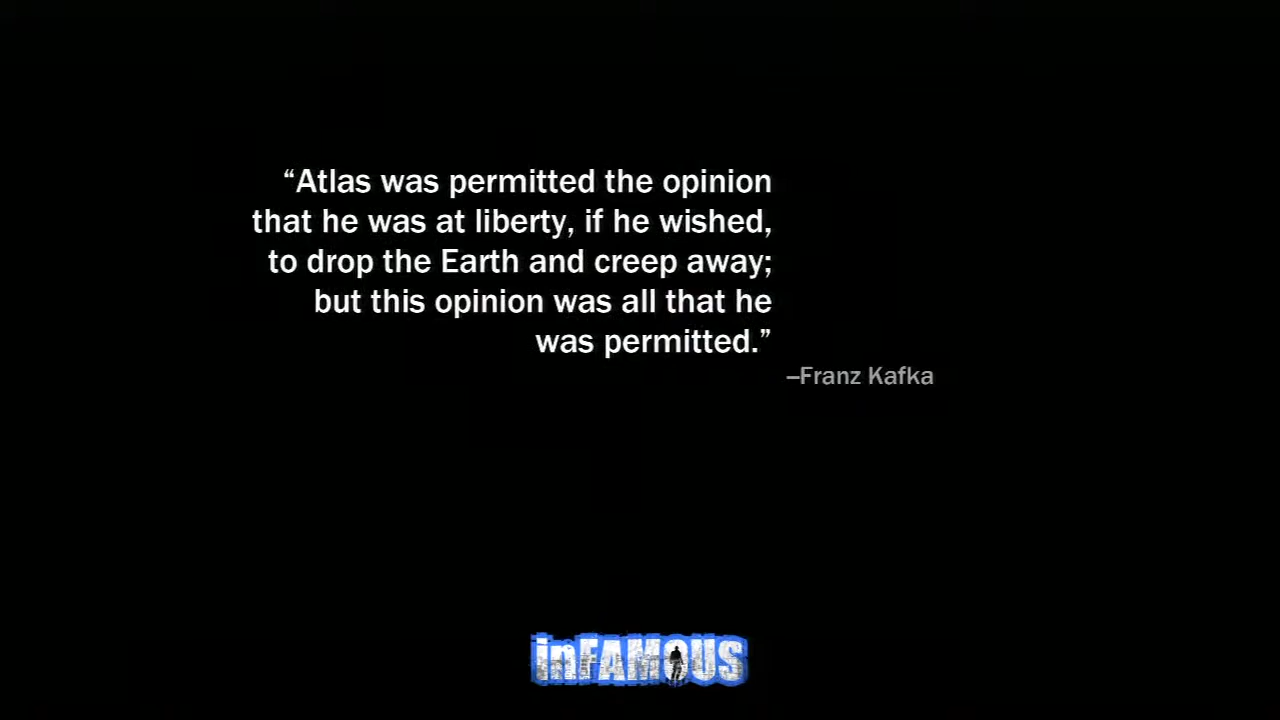 “Atlas was permitted the opinion
that he was at liberty, if he wished,
to drop the Earth and creep away;
but this opinion was all that he
was permitted.”
–Franz Kafka
inFAMOUS